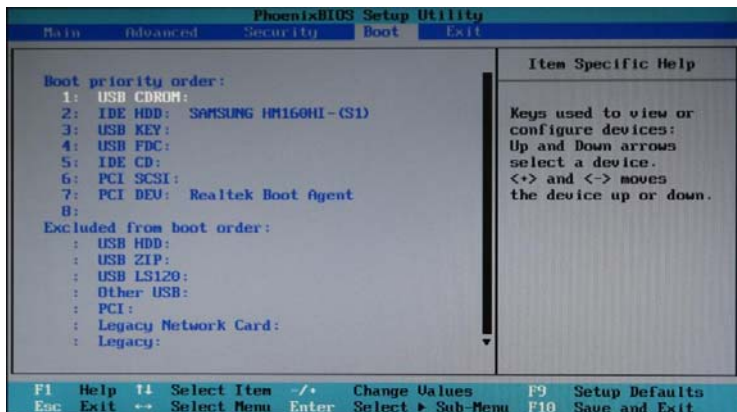 PhoenixBIOS Setup Utility
Main Advanced Security Boot Exit
Item Specific Help
Boot priority order:
1: USB CDROM:
2: IDE HDD: SAMSUNG HM160HI-(S1)
3: USB KEY:
4: USB FDC:
5: IDE CD:
6: PCI SCSI:
7: PCI DEV: Realtek Boot Agent
8:
Excluded from boot order:
: USB HDD:
: USB ZIP:
: USB LS120:
: Other USB:
: PCI:
: Legacy Network Card:
: Legacy:
Keys used to view or
configure devices:
Up and Down arrows
select a device.
<+> and <-> moves
the device up or down.
F1 Help ↑↓ Select Item -/+ Change Values F9 Setup Defaults
Esc Exit ↔ Select Menu Enter Select ▶ Sub-Menu F10 Save and Exit